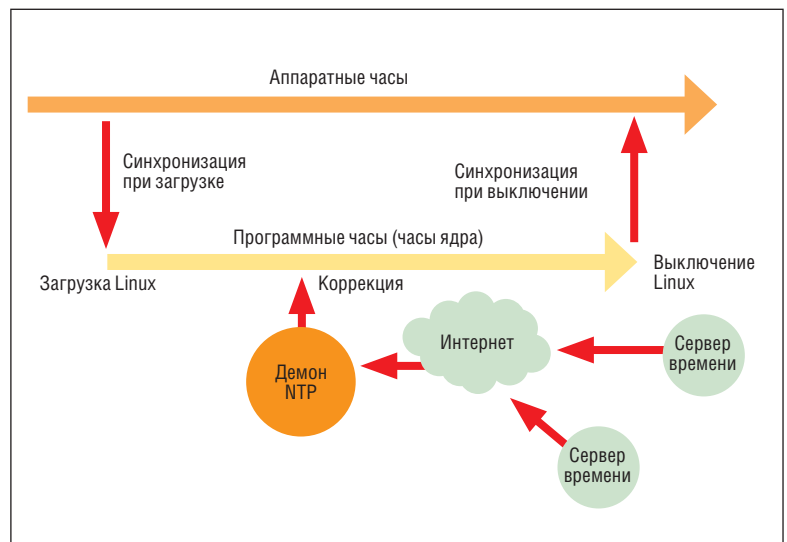 Аппаратные часы
Синхронизация
при загрузке
Синхронизация
при выключении
Программные часы (часы ядра)
Загрузка Linux
Коррекция
Выключение
Linux
Демон
NTP
Интернет
Сервер
времени
Сервер
времени